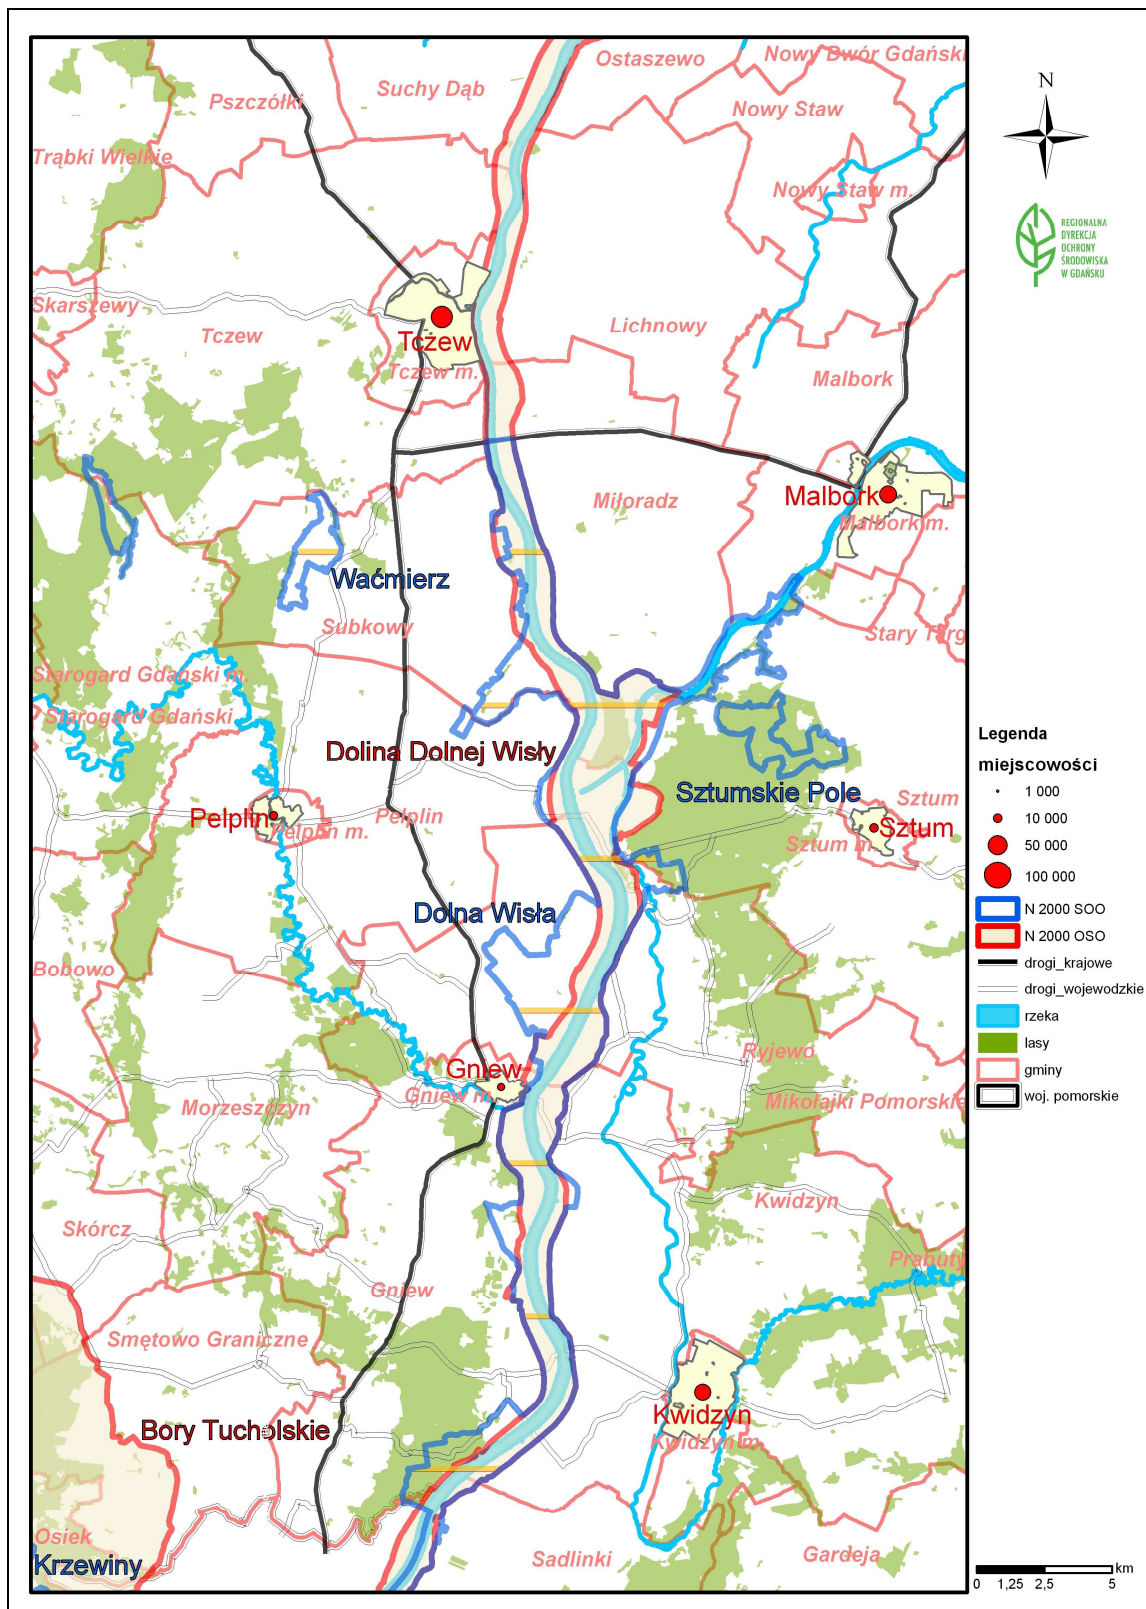 Ostaszewo
Nowy Dwór Gdański
Pszczółki
Suchy Dąb
Nowy Staw
Trąbki Wielkie
Nowy Staw m.
Skarszewy
Tczew
Tczew
Tczew m.
Lichnowy
Malbork
Malbork
Malbork m.
Miłoradz
Waćmierz
Subkowy
Stary Targ
Starogard Gdański m.
Starogard Gdański
Dolina Dolnej Wisły
Sztumskie Pole
Pelplin
Pelplin m.
Pelplin
Sztum
Sztum
Sztum m.
Dolna Wisła
Bobowo
Gniew
Gniew m.
Ryjewo
Morzeszczyn
Mikołajki Pomorskie
Kwidzyn
Skórcz
Prabuty
Gniew
Smętowo Graniczne
Kwidzyn
Kwidzyn m.
Bory Tucholskie
Osiek
Krzewiny
Sadlinki
Gardeja
N
REGIONALNA
DYREKCJA
OCHRONY
ŚRODOWISKA
W GDAŃSKU
Legenda
miejscowości
1 000
10 000
50 000
100 000
N 2000 SOO
N 2000 OSO
drogi_krajowe
drogi_wojewodzkie
rzeka
lasy
gminy
woj. pomorskie
km
0 1,25 2,5 5